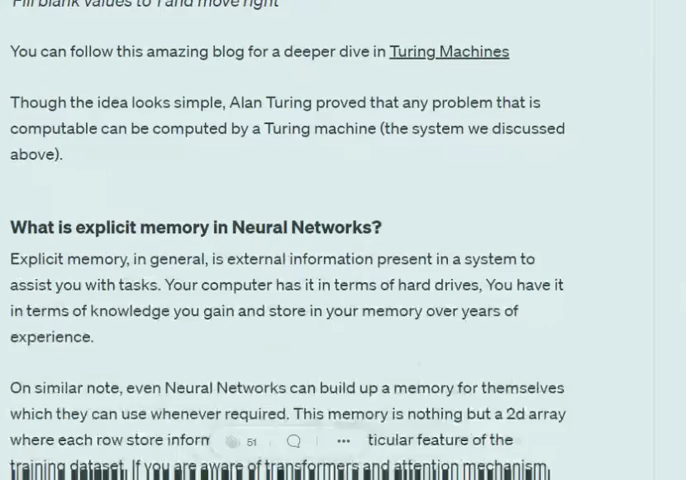 Fill blank values to 1 and move right
You can follow this amazing blog for a deeper dive in Turing Machines
Though the idea looks simple, Alan Turing proved that any problem that is
computable can be computed by a Turing machine (the system we discussed
above).
What is explicit memory in Neural Networks?
Explicit memory, in general, is external information present in a system to
assist you with tasks. Your computer has it in terms of hard drives, You have it
in terms of knowledge you gain and store in your memory over years of
experience.
On similar note, even Neural Networks can build up a memory for themselves
which they can use whenever required. This memory is nothing but a 2d array
where each row store inform 51 ticular feature of the
training dataset. If you are aware of transformers and attention mechanism,